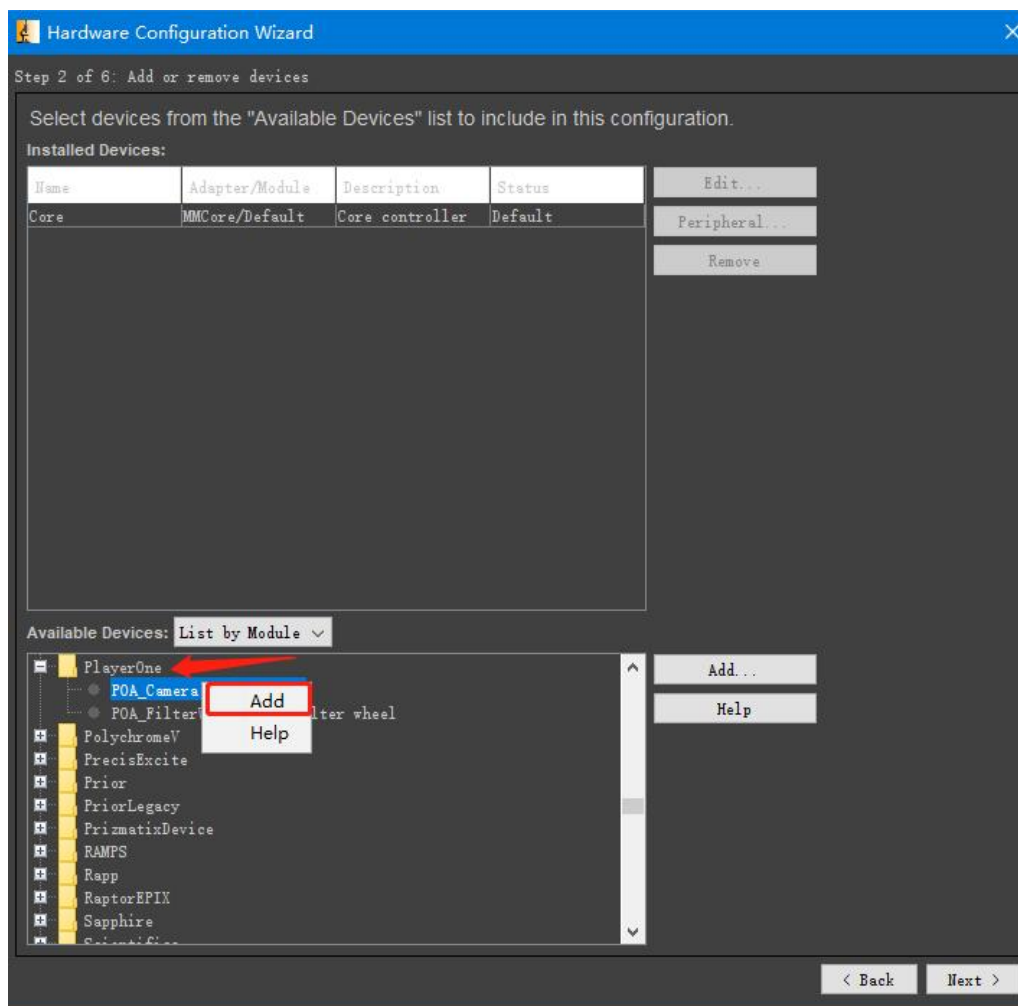 Hardware Configuration Wizard
Step 2 of 6: Add or remove devices
Select devices from the "Available Devices" list to include in this configuration.
Installed Devices:
Name Adapter/Module Description Status
Core MMCore/Default Core controller Default
Edit...
Peripheral...
Remove
Available Devices: List by Module
PlayerOne
POA_Camera
POA_Filter lter wheel
Add
Help
PolychromeV
PrecisExcite
Prior
PriorLegacy
PrizmatixDevice
RAMPS
Rapp
RaptorEPIX
Sapphire
Add...
Help
< Back Next >